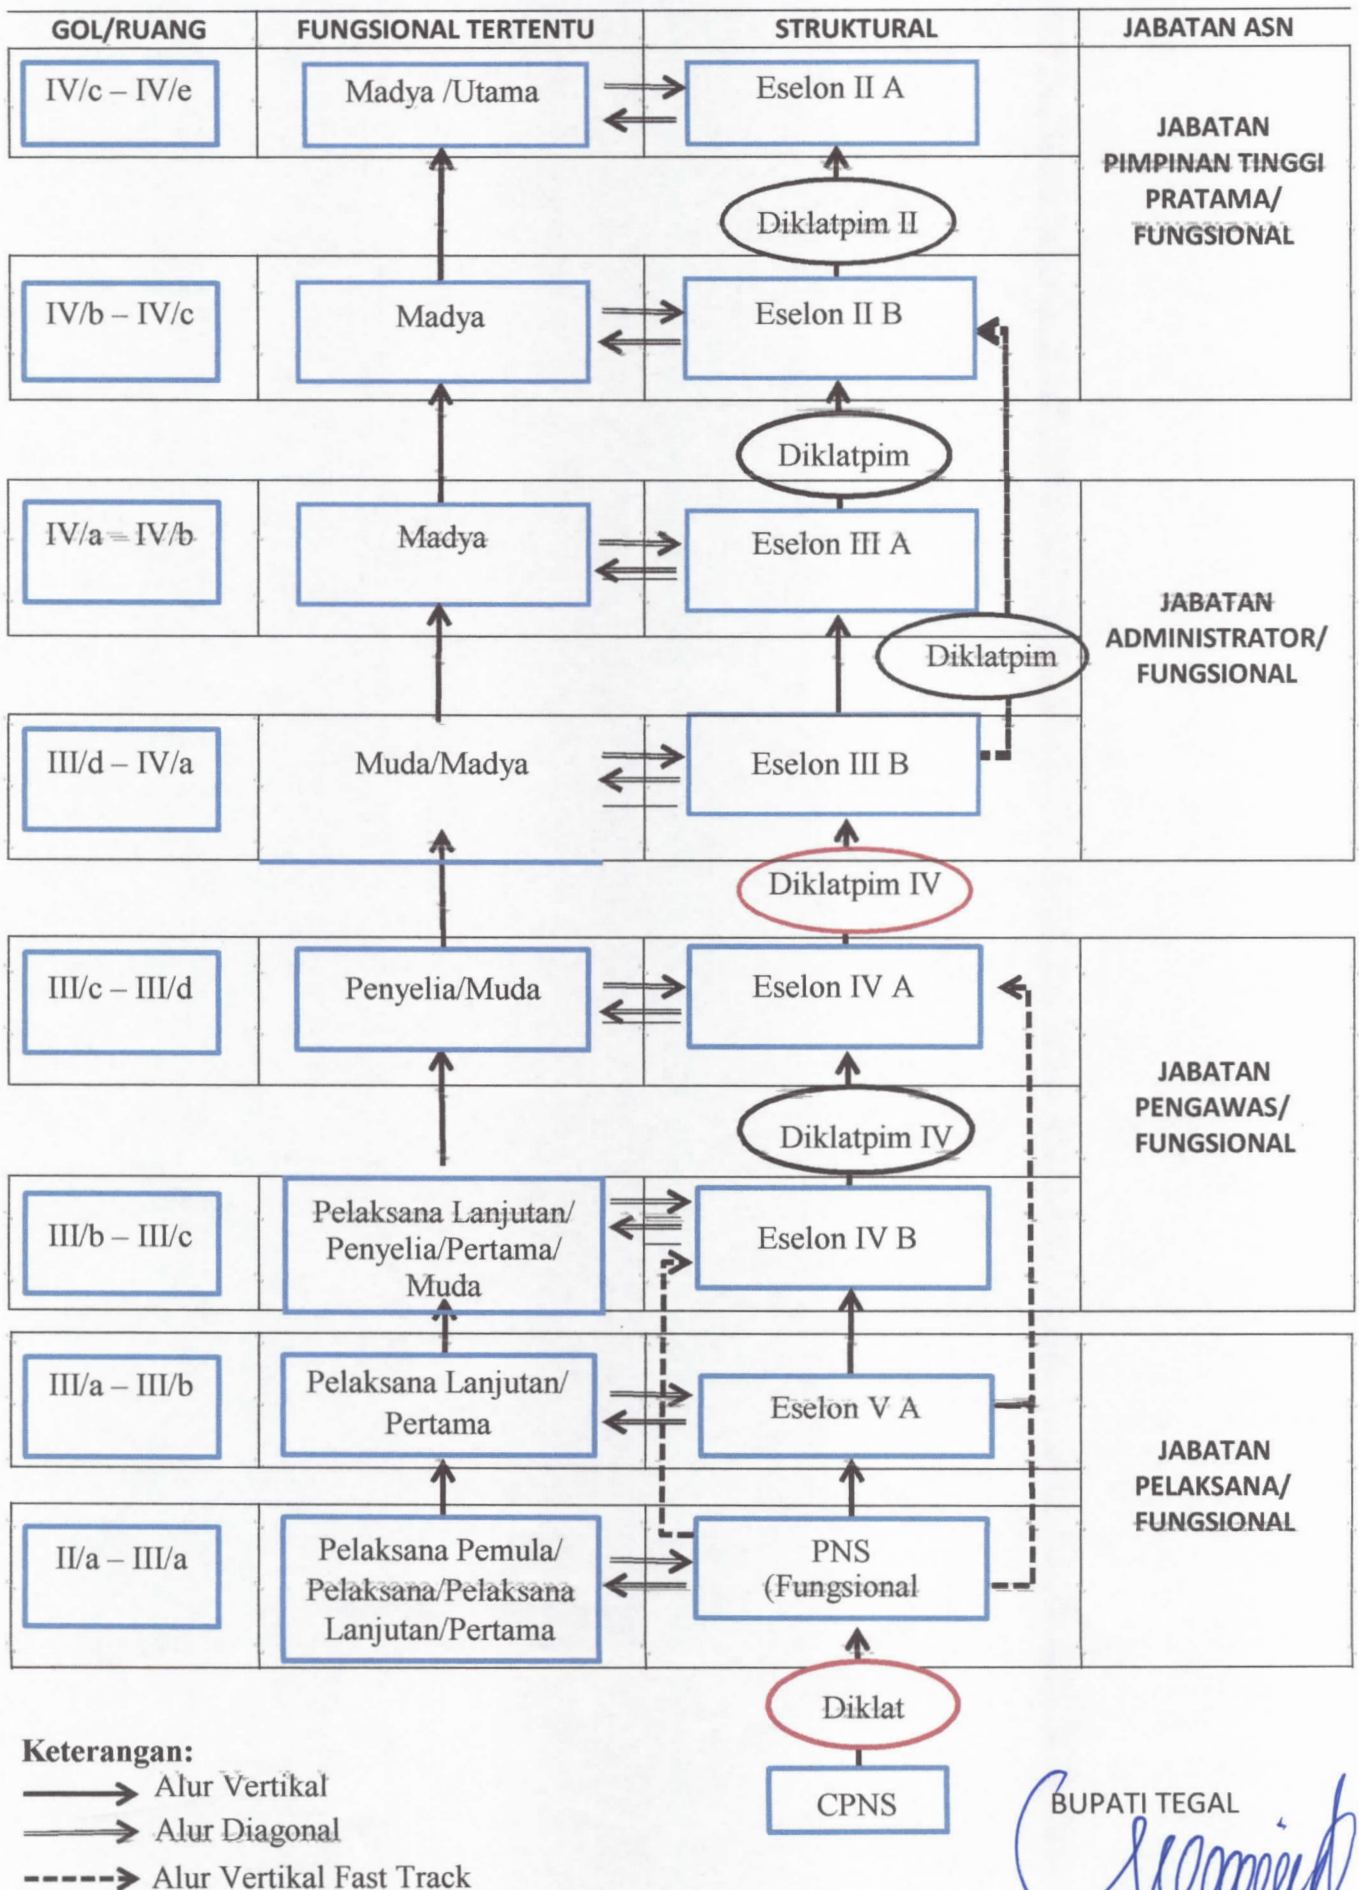 GOL/RUANG FUNGSIONAL TERTENTU STRUKTURAL JABATAN ASN
IV/c – IV/e Madya /Utama Eselon II A
JABATAN
PIMPINAN TINGGI
PRATAMA/
FUNGSIONAL
Diklatpim II
IV/b – IV/c Madya Eselon II B
Diklatpim
IV/a – IV/b Madya Eselon III A
JABATAN
ADMINISTRATOR/
FUNGSIONAL
Diklatpim
III/d – IV/a Muda/Madya Eselon III B
Diklatpim IV
III/c – III/d Penyelia/Muda Eselon IV A
JABATAN
PENGAWAS/
FUNGSIONAL
Diklatpim IV
III/b – III/c
Pelaksana Lanjutan/
Penyelia/Pertama/
Muda
Eselon IV B
III/a – III/b
Pelaksana Lanjutan/
Pertama
Eselon V A
JABATAN
PELAKSANA/
FUNGSIONAL
II/a – III/a
Pelaksana Pemula/
Pelaksana/Pelaksana
Lanjutan/Pertama
PNS
(Fungsional
Diklat
CPNS
Keterangan:
Alur Vertikal
Alur Diagonal
Alur Vertikal Fast Track
BUPATI TEGAL